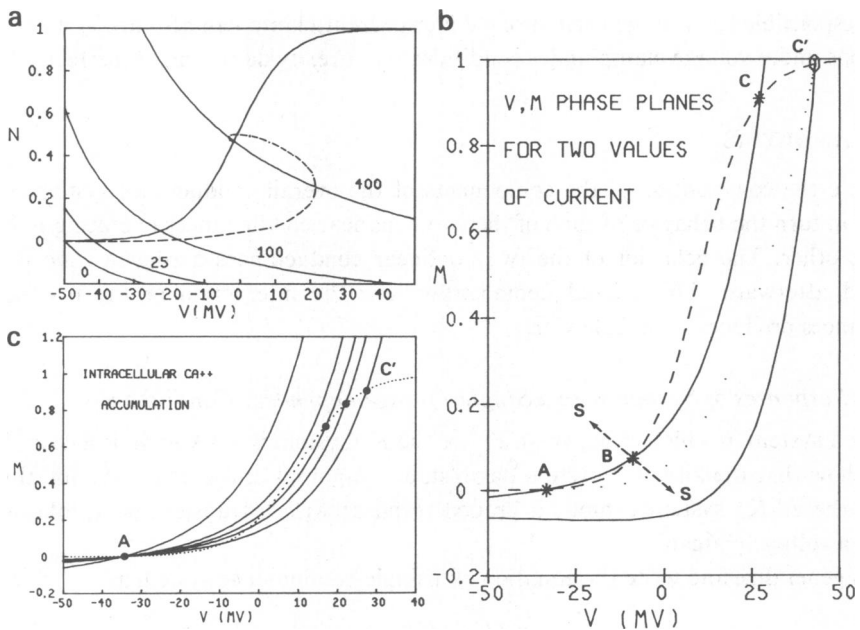 a
1
0.8
0.6
N
0.4
0.2
0
-0.2
400
400
0
25
100
-50 -40 -30 -20 -10 0 10 20 30 40
V (MV)
b
1
0.8
M
0.4
0.2
0
-0.2
V,M PHASE PLANES
FOR TWO VALUES
OF CURRENT
C
C'
S
B
A
S
-50 -25 0 25 50
V (MV)
c
1.2
1
0.8
0.6
M
0.4
0.2
0
-0.2
INTRACELLULAR CA++
ACCUMULATION
C'
A
-50 -40 -30 -20 -10 0 10 20 30 40
V (MV)